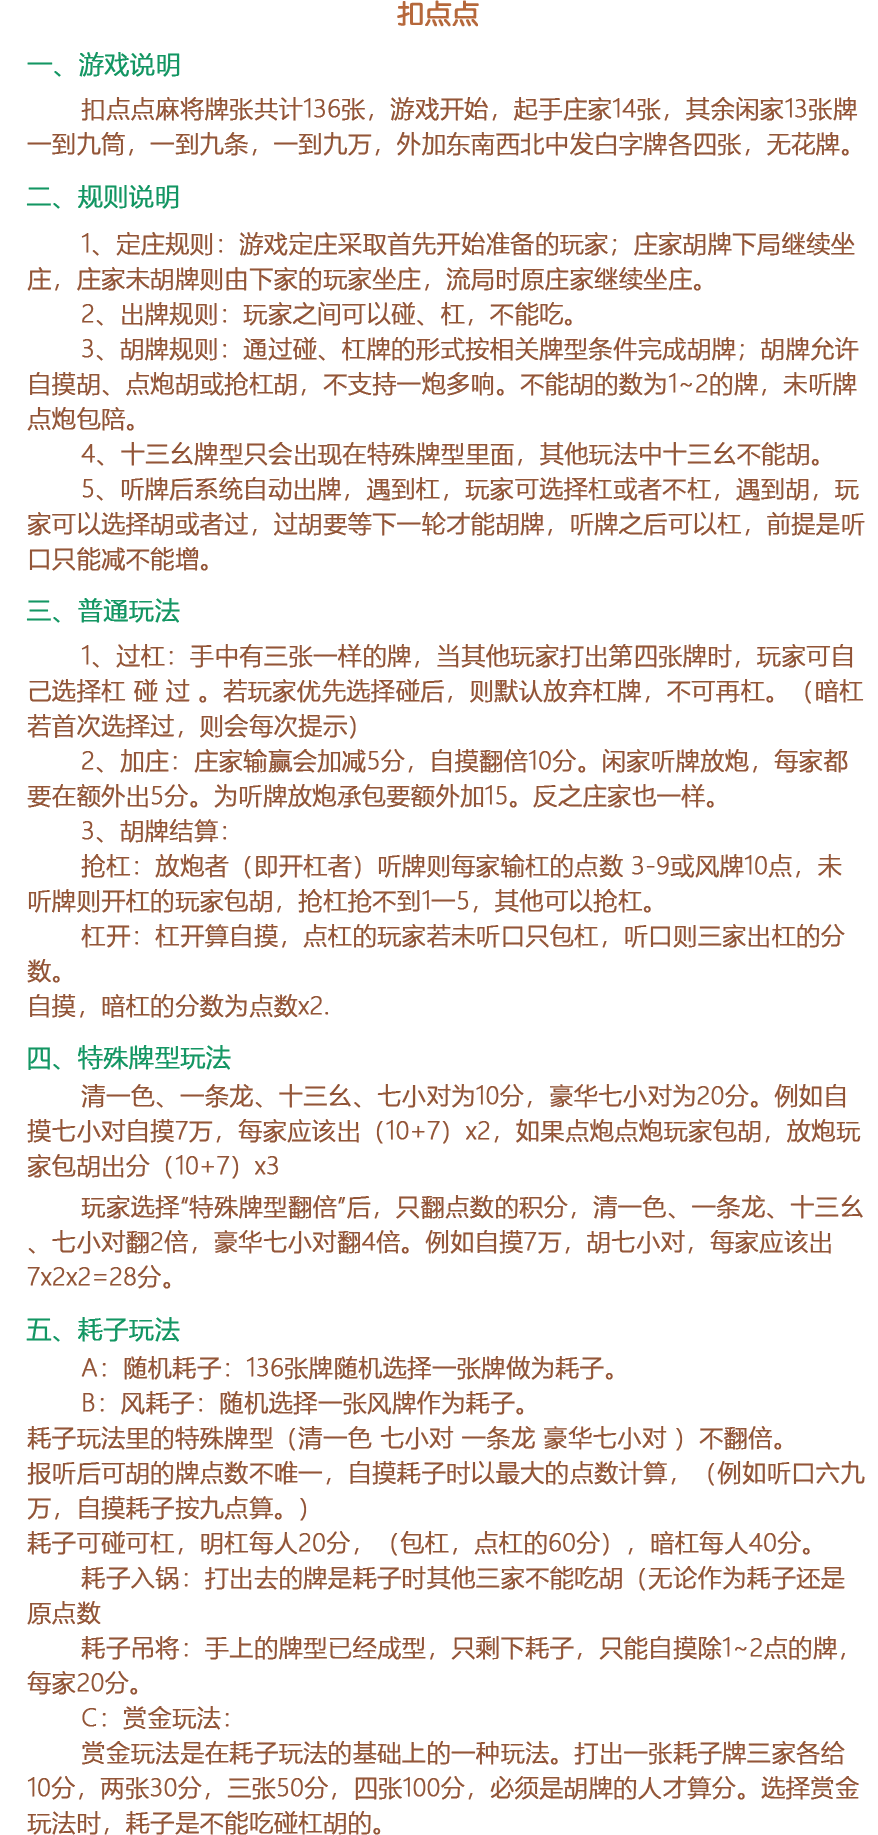 扣点点
一、游戏说明
扣点点麻将牌张共计136张，游戏开始，起手庄家14张，其余闲家13张牌
一到九筒，一到九条，一到九万，外加东南西北中发白字牌各四张，无花牌。
二、规则说明
1、定庄规则：游戏定庄采取首先开始准备的玩家；庄家胡牌下局继续坐
庄，庄家未胡牌则由下家的玩家坐庄，流局时原庄家继续坐庄。
2、出牌规则：玩家之间可以碰、杠，不能吃。
3、胡牌规则：通过碰、杠牌的形式按相关牌型条件完成胡牌；胡牌允许
自摸胡、点炮胡或抢杠胡，不支持一炮多响。不能胡的数为1~2的牌，未听牌
点炮包陪。
4、十三幺牌型只会出现在特殊牌型里面，其他玩法中十三幺不能胡。
5、听牌后系统自动出牌，遇到杠，玩家可选择杠或者不杠，遇到胡，玩
家可以选择胡或者过，过胡要等下一轮才能胡牌，听牌之后可以杠，前提是听
口只能减不能增。
三、普通玩法
1、过杠：手中有三张一样的牌，当其他玩家打出第四张牌时，玩家可自
己选择杠 碰 过 。若玩家优先选择碰后，则默认放弃杠牌，不可再杠。（暗杠
若首次选择过，则会每次提示）
2、加庄：庄家输赢会加减5分，自摸翻倍10分。闲家听牌放炮，每家都
要在额外出5分。为听牌放炮承包要额外加15。反之庄家也一样。
3、胡牌结算：
抢杠：放炮者（即开杠者）听牌则每家输杠的点数 3-9或风牌10点，未
听牌则开杠的玩家包胡，抢杠抢不到1一5，其他可以抢杠。
杠开：杠开算自摸，点杠的玩家若未听口只包杠，听口则三家出杠的分
数。
自摸，暗杠的分数为点数x2.
四、特殊牌型玩法
清一色、一条龙、十三幺、七小对为10分，豪华七小对为20分。例如自
摸七小对自摸7万，每家应该出（10+7）x2，如果点炮点炮玩家包胡，放炮玩
家包胡出分（10+7）x3
玩家选择“特殊牌型翻倍”后，只翻点数的积分，清一色、一条龙、十三幺
、七小对翻2倍，豪华七小对翻4倍。例如自摸7万，胡七小对，每家应该出
7x2x2=28分。
五、耗子玩法
A：随机耗子：136张牌随机选择一张牌做为耗子。
B：风耗子：随机选择一张风牌作为耗子。
耗子玩法里的特殊牌型（清一色 七小对 一条龙 豪华七小对 ）不翻倍。
报听后可胡的牌点数不唯一，自摸耗子时以最大的点数计算，（例如听口六九
万，自摸耗子按九点算。）
耗子可碰可杠，明杠每人20分，（包杠，点杠的60分），暗杠每人40分。
耗子入锅：打出去的牌是耗子时其他三家不能吃胡（无论作为耗子还是
原点数
耗子吊将：手上的牌型已经成型，只剩下耗子，只能自摸除1~2点的牌，
每家20分。
C：赏金玩法：
赏金玩法是在耗子玩法的基础上的一种玩法。打出一张耗子牌三家各给
10分，两张30分，三张50分，四张100分，必须是胡牌的人才算分。选择赏金
玩法时，耗子是不能吃碰杠胡的。